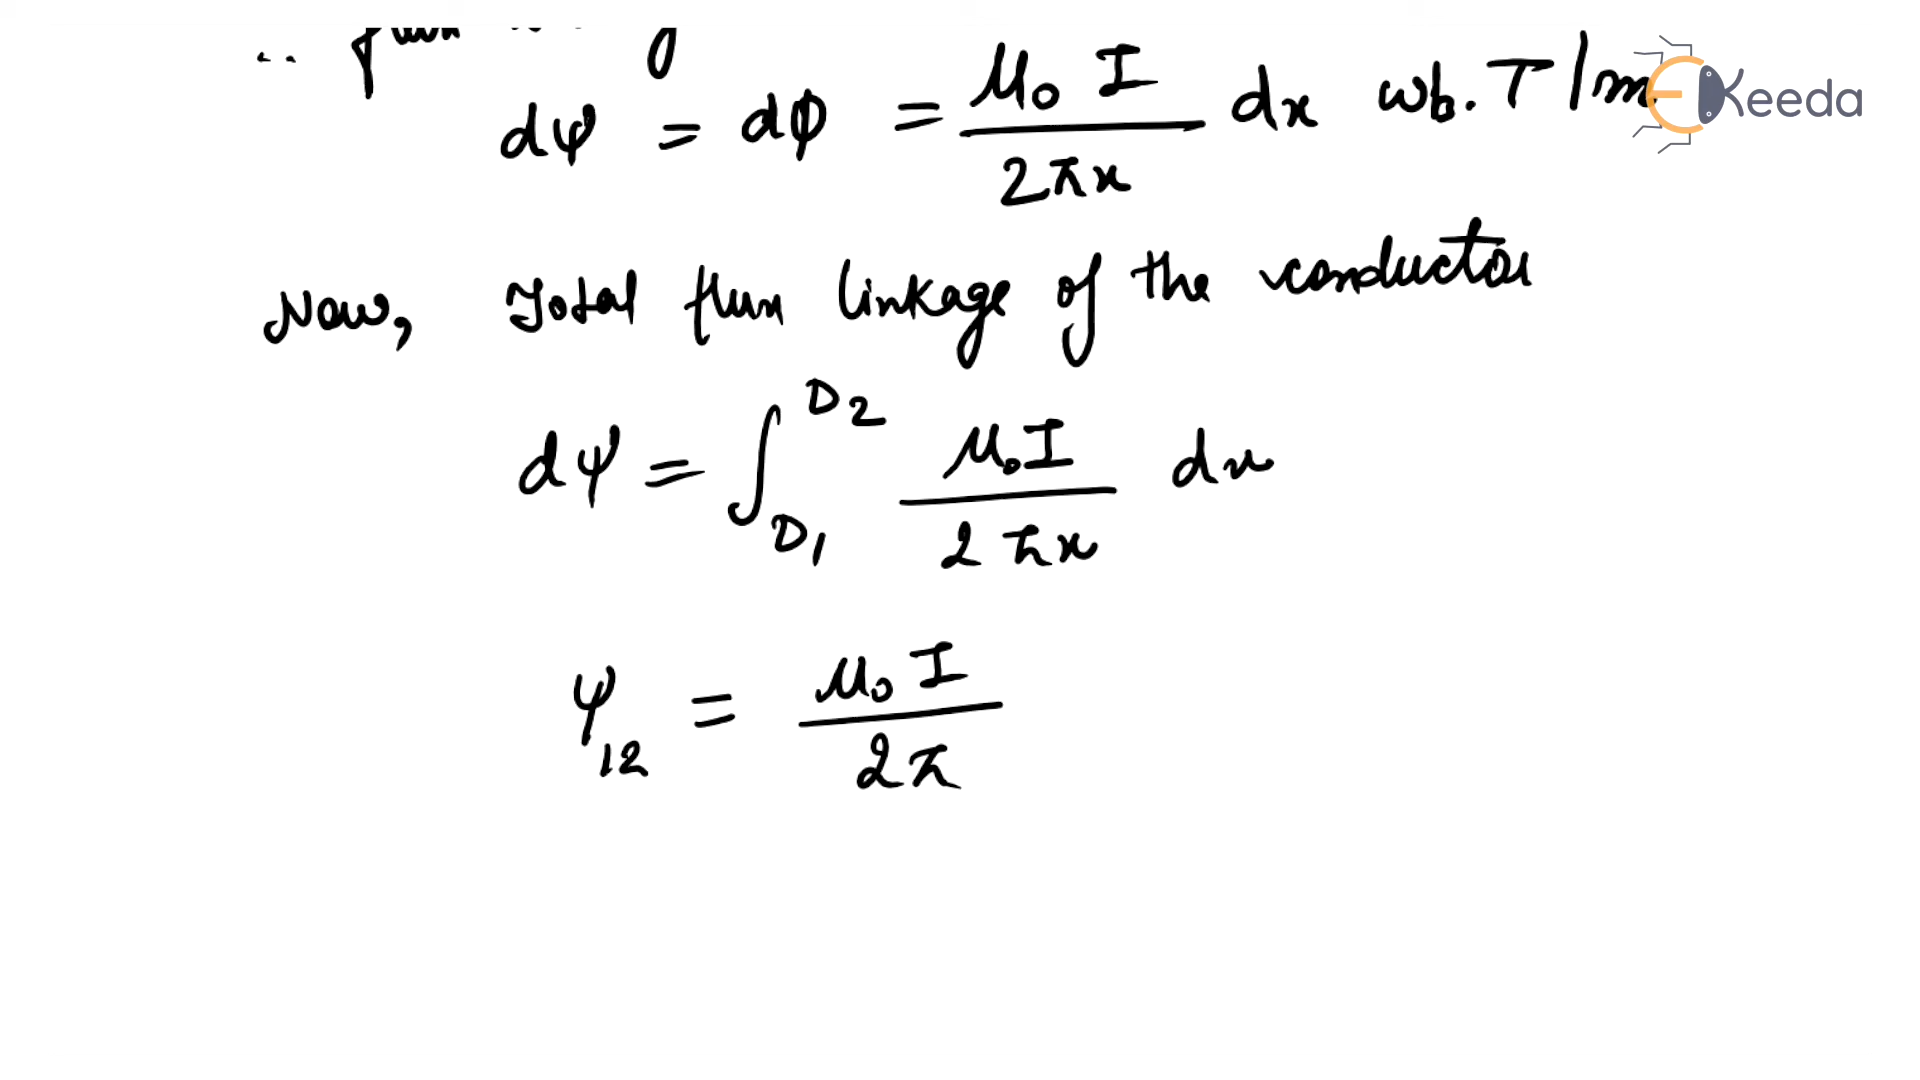 dψ = dφ = μ₀ I / 2πx dx wb. T/m
Keeda
Now, Total flux linkage of the conductor
dψ = ∫ D1 D2 μ₀I / 2πx dx
ψ12 = μ₀ I / 2π